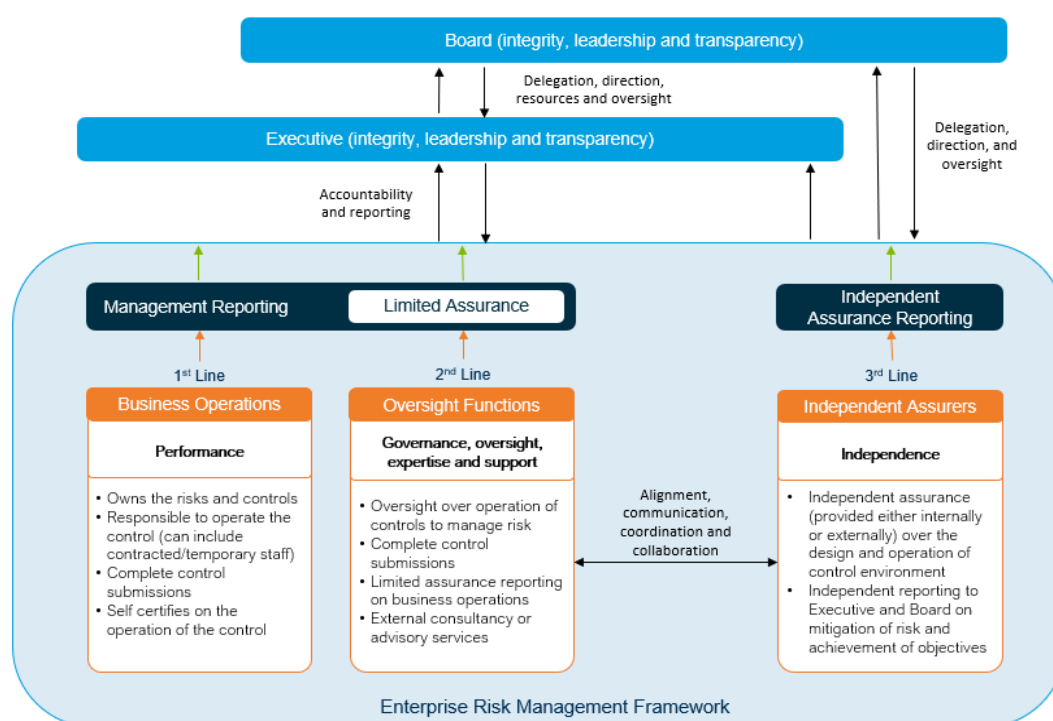 Board (integrity, leadership and transparency)
Delegation, direction,
resources and oversight
Executive (integrity, leadership and transparency)
Delegation,
direction, and
oversight
Accountability
and reporting
Management Reporting
Limited Assurance
Independent
Assurance Reporting
1st Line
2nd Line
3rd Line
Business Operations
Performance
• Owns the risks and controls
• Responsible to operate the
control (can include
contracted/temporary staff)
• Complete control
submissions
• Self certifies on the
operation of the control
Oversight Functions
Governance, oversight,
expertise and support
• Oversight over operation of
controls to manage risk
• Complete control
submissions
• Limited assurance reporting
on business operations
• External consultancy or
advisory services
Alignment,
communication,
coordination and
collaboration
Independent Assurers
Independence
• Independent assurance
(provided either internally
or externally) over the
design and operation of
control environment
• Independent reporting to
Executive and Board on
mitigation of risk and
achievement of objectives
Enterprise Risk Management Framework